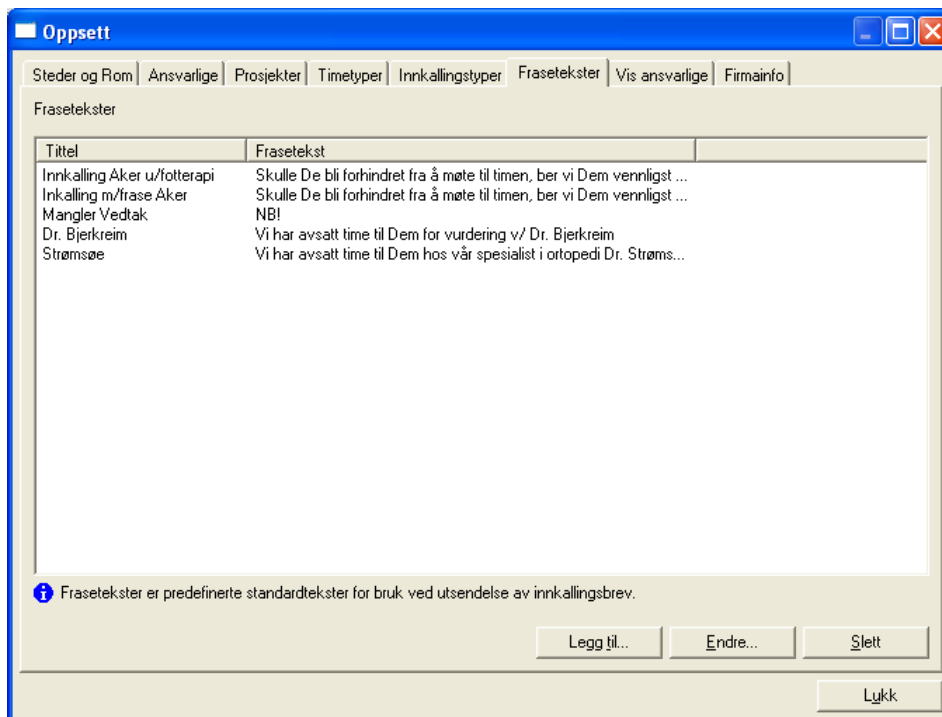 Oppsett
Steder og Rom Ansvarlige Prosjekter Timetyper Innkallingstyper Frasetekster Vis ansvarlige Firmainfo
Frasetekster
Tittel Frasetekst
Innkalling Aker u/fotterapi Skulle De bli forhindret fra å møte til timen, ber vi Dem vennligst ...
Inkalling m/frase Aker Skulle De bli forhindret fra å møte til timen, ber vi Dem vennligst ...
Mangler Vedtak NB!
Dr. Bjerkreim Vi har avsatt time til Dem for vurdering v/ Dr. Bjerkreim
Strømsøe Vi har avsatt time til Dem hos vår spesialist i ortopedi Dr. Strøms...
Frasetekster er predefinerte standardtekster for bruk ved utsendelse av innkallingsbrev.
Legg til... Endre... Slett
Lukk